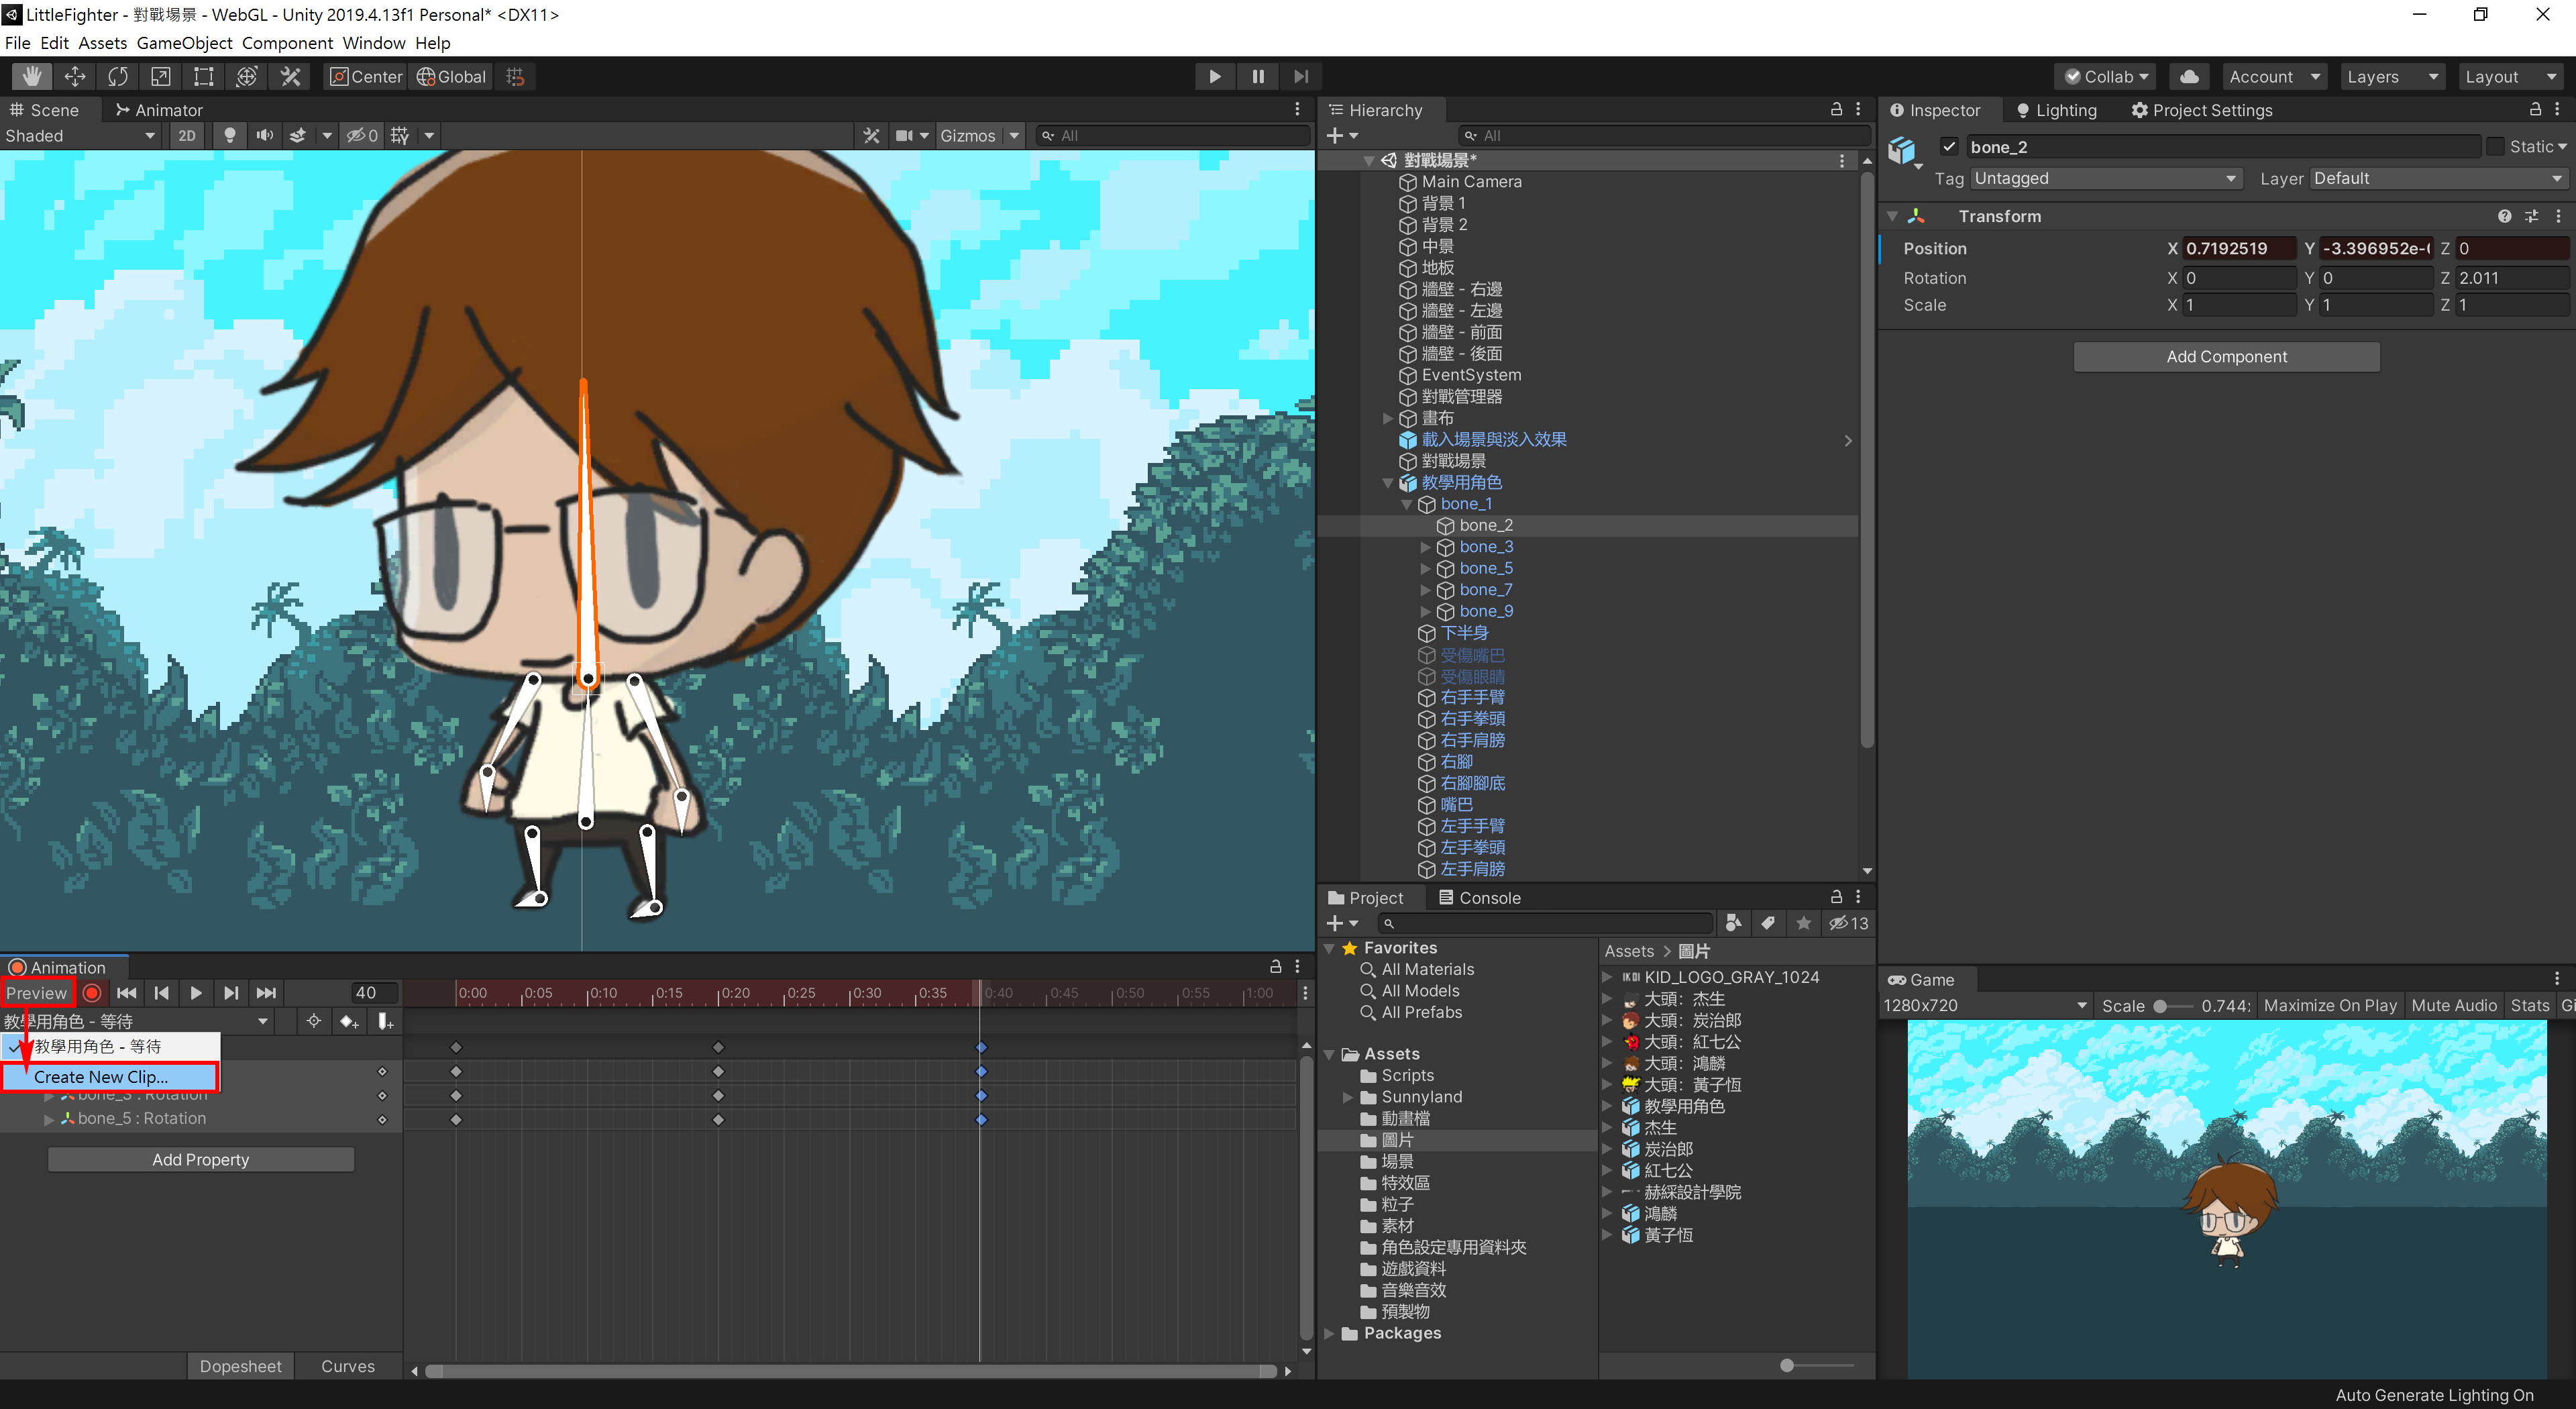 LittleFighter - 對戰場景 - WebGL - Unity 2019.4.13f1 Personal* <DX11>
File Edit Assets GameObject Component Window Help
Center Global
Collab Account Layers Layout
Scene Animator
Shaded 2D 0 Gizmos All
Hierarchy
All
對戰場景*
Main Camera
背景 1
背景 2
中景
地板
牆壁 - 右邊
牆壁 - 左邊
牆壁 - 前面
牆壁 - 後面
EventSystem
對戰管理器
畫布
載入場景與淡入效果
對戰場景
教學用角色
bone_1
bone_2
bone_3
bone_5
bone_7
bone_9
下半身
受傷嘴巴
受傷眼睛
右手手臂
右手拳頭
右手肩膀
右腳
右腳腳底
嘴巴
左手手臂
左手拳頭
左手肩膀
Inspector Lighting Project Settings
bone_2 Static
Tag Untagged Layer Default
Transform
Position X 0.7192519 Y -3.396952e-( Z 0
Rotation X 0 Y 0 Z 2.011
Scale X 1 Y 1 Z 1
Add Component
Animation
Preview 40
0:00 0:05 0:10 0:15 0:20 0:25 0:30 0:35 0:40 0:45 0:50 0:55 1:00
教學用角色 - 等待
教學用角色 - 等待
Create New Clip...
bone_3 : Rotation
bone_5 : Rotation
Add Property
Dopesheet Curves
Project Console
13
Favorites
All Materials
All Models
All Prefabs
Assets
Scripts
Sunnyland
動畫檔
圖片
場景
特效區
粒子
素材
角色設定專用資料夾
遊戲資料
音樂音效
預製物
Packages
Assets > 圖片
KID_LOGO_GRAY_1024
大頭: 杰生
大頭: 炭治郎
大頭: 紅七公
大頭: 鴻麟
大頭: 黃子恆
教學用角色
杰生
炭治郎
紅七公
赫綵設計學院
鴻麟
黃子恆
Game
1280x720 Scale 0.744: Maximize On Play Mute Audio Stats Gi
Auto Generate Lighting On